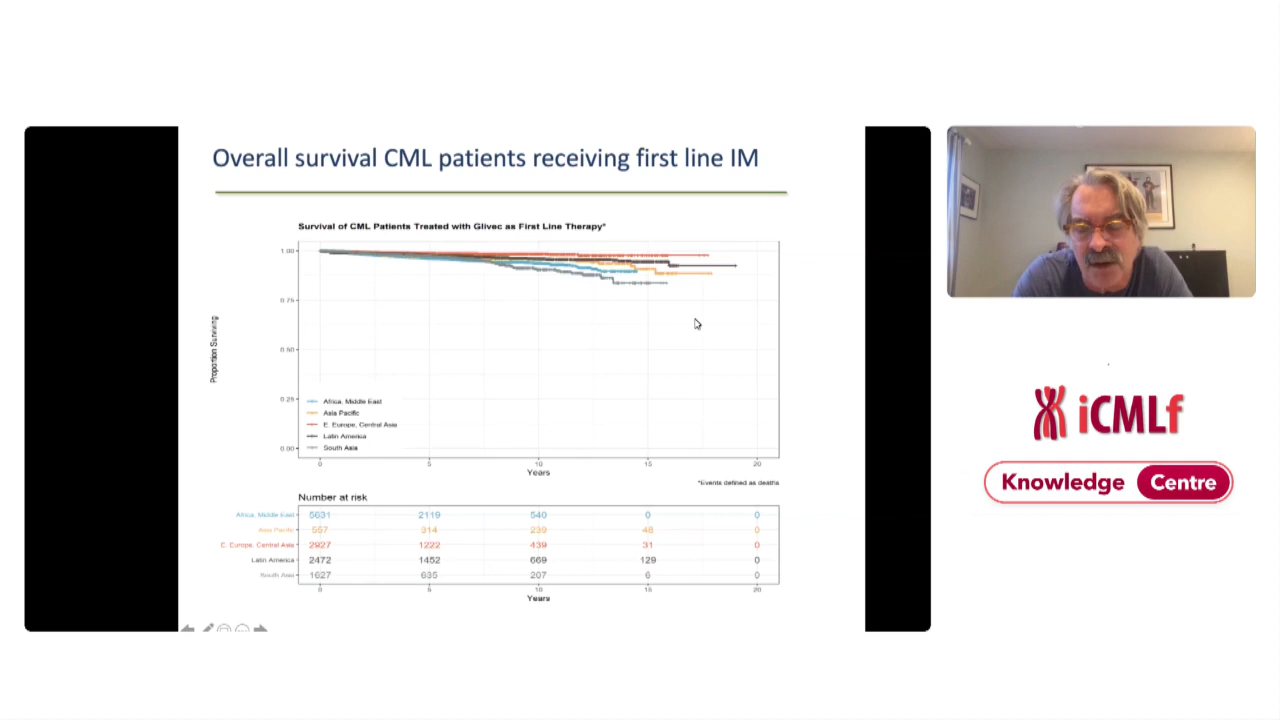 Overall survival CML patients receiving first line IM
Survival of CML Patients Treated with Glivec as First Line Therapy*
Proportion Surviving
1.00
0.75
0.50
0.25
0.00
Africa, Middle East
Asia Pacific
E. Europe, Central Asia
Latin America
South Asia
0 5 10 15 20
Years
*Events defined as deaths
Number at risk
Africa, Middle East 5631 2119 540 0 0
Asia Pacific 557 314 239 48 0
E. Europe, Central Asia 2927 1222 439 31 0
Latin America 2472 1452 669 129 0
South Asia 1627 635 207 6 0
0 5 10 15 20
Years
iCMLf
Knowledge Centre